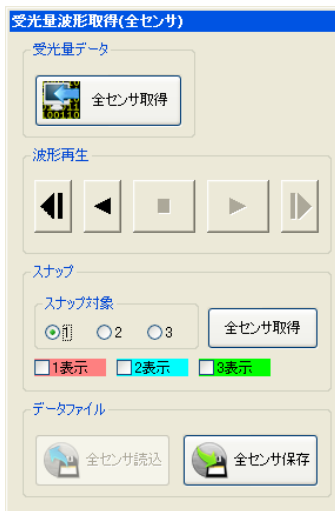 受光量波形取得(全センサ)
受光量データ
全センサ取得
波形再生
スナップ
スナップ対象
1 2 3
全センサ取得
1表示 2表示 3表示
データファイル
全センサ読込 全センサ保存